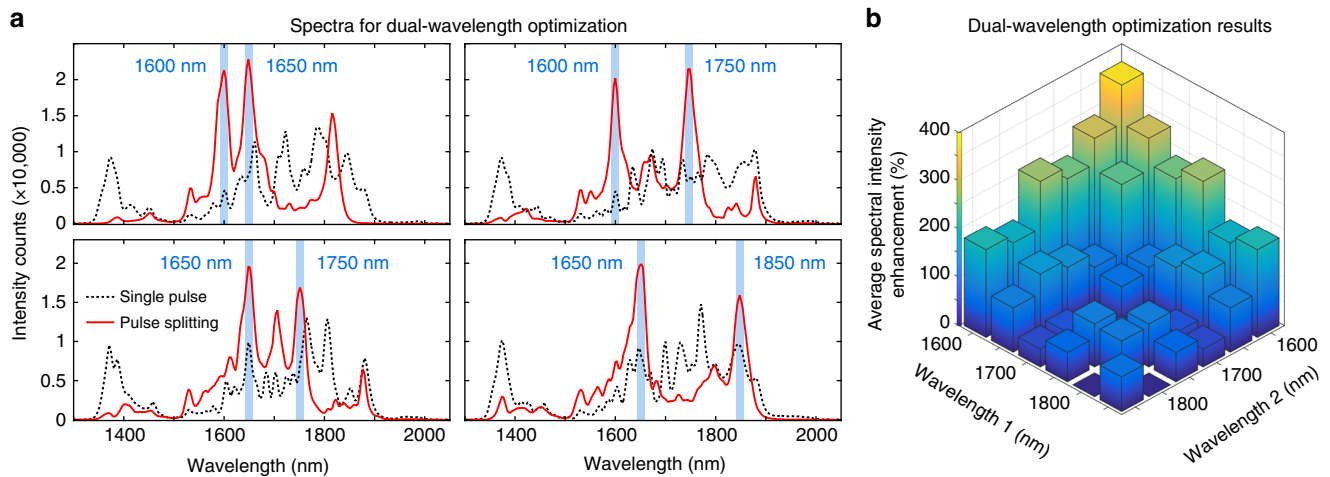 a
Spectra for dual-wavelength optimization
1600 nm
1650 nm
1600 nm
1750 nm
2
1.5
1
0.5
0
1650 nm
1750 nm
1650 nm
1850 nm
Single pulse
Pulse splitting
2
1.5
1
0.5
0
Intensity counts (×10,000)
1400 1600 1800 2000
1400 1600 1800 2000
Wavelength (nm)
Wavelength (nm)
b
Dual-wavelength optimization results
Average spectral intensity
enhancement (%)
400
300
200
100
0
1600
1700
1800
Wavelength 1 (nm)
1600
1700
1800
Wavelength 2 (nm)